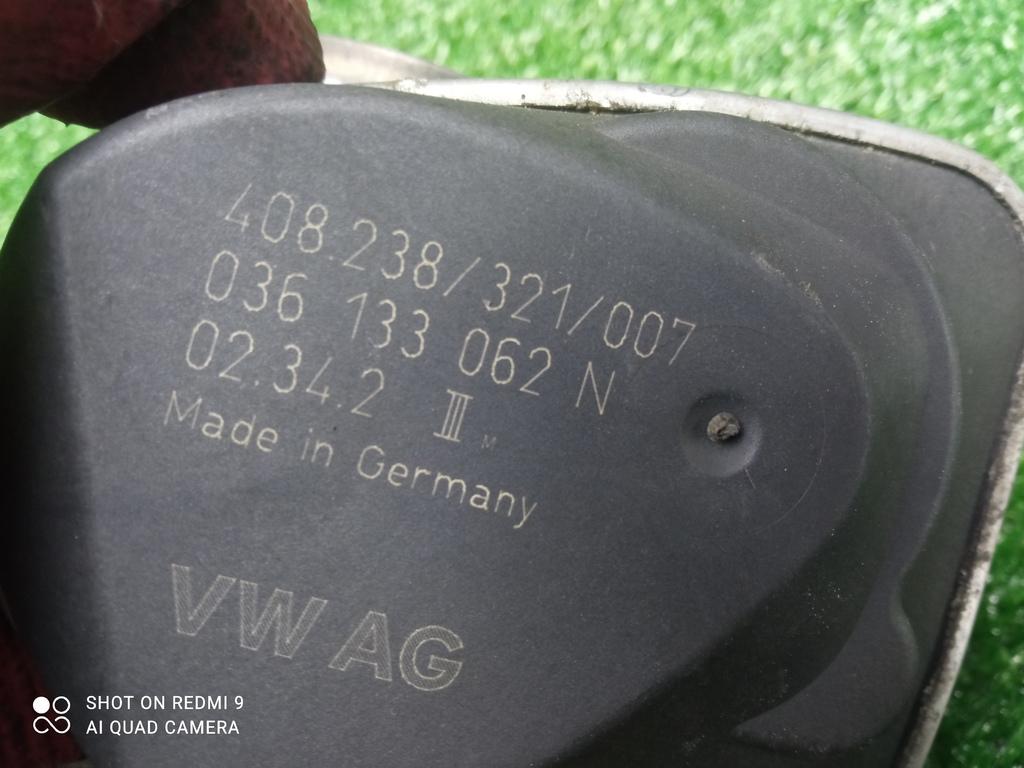 408.238/321/007
036 133 062 N
02.34.2 III M
Made in Germany
VW AG
SHOT ON REDMI 9
AI QUAD CAMERA